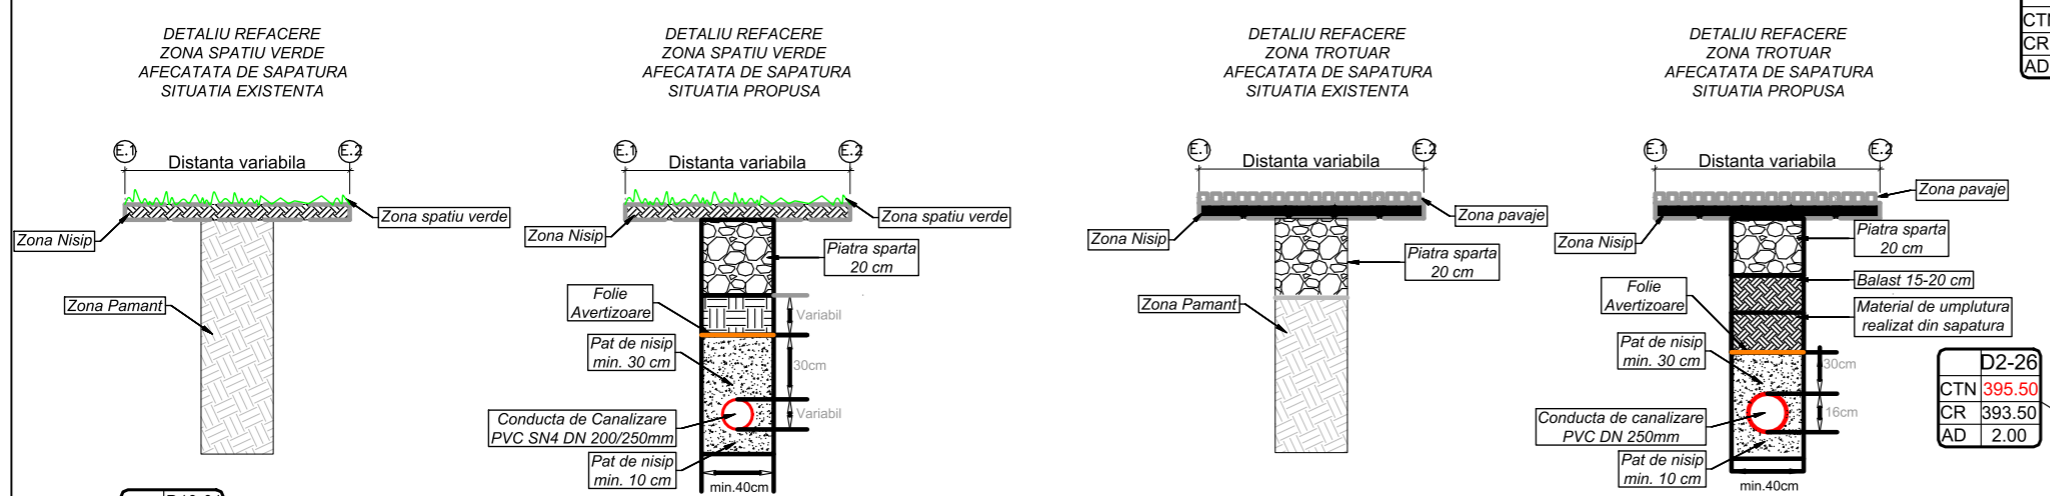 DETALIU REFACERE
ZONA SPATIU VERDE
AFECTATA DE SAPATURA
SITUATIA EXISTENTA
E.1
Distanta variabila
E.2
Zona spatiu verde
Zona Nisip
Zona Pamant
DETALIU REFACERE
ZONA SPATIU VERDE
AFECTATA DE SAPATURA
SITUATIA PROPUSA
E.1
Distanta variabila
E.2
Zona spatiu verde
Zona Nisip
Piatra sparta
20 cm
Folie
Avertizoare
Variabil
Pat de nisip
min. 30 cm
30cm
Conducta de Canalizare
PVC SN4 DN 200/250mm
Variabil
Pat de nisip
min. 10 cm
min.40cm
DETALIU REFACERE
ZONA TROTUAR
AFECTATA DE SAPATURA
SITUATIA EXISTENTA
E.1
Distanta variabila
E.2
Zona pavaje
Zona Nisip
Piatra sparta
20 cm
Zona Pamant
DETALIU REFACERE
ZONA TROTUAR
AFECTATA DE SAPATURA
SITUATIA PROPUSA
E.1
Distanta variabila
E.2
Zona pavaje
Zona Nisip
Piatra sparta
20 cm
Balast 15-20 cm
Folie
Avertizoare
Material de umplutura
realizat din sapatura
Pat de nisip
min. 30 cm
30cm
Conducta de canalizare
PVC DN 250mm
16cm
Pat de nisip
min. 10 cm
min.40cm
D2-26
CTN 395.50
CR 393.50
AD 2.00
CR
AD